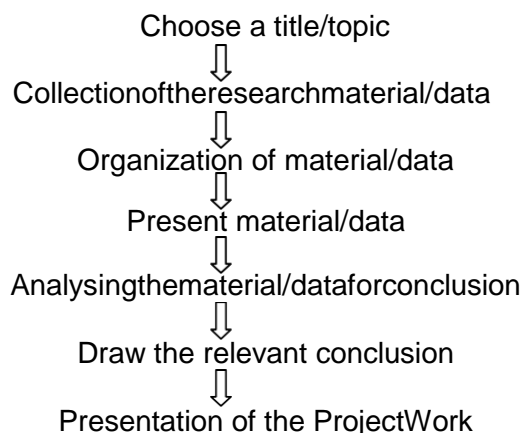 Choose a title/topic
Collectionoftheresearchmaterial/data
Organization of material/data
Present material/data
Analysingthematerial/dataforconclusion
Draw the relevant conclusion
Presentation of the ProjectWork